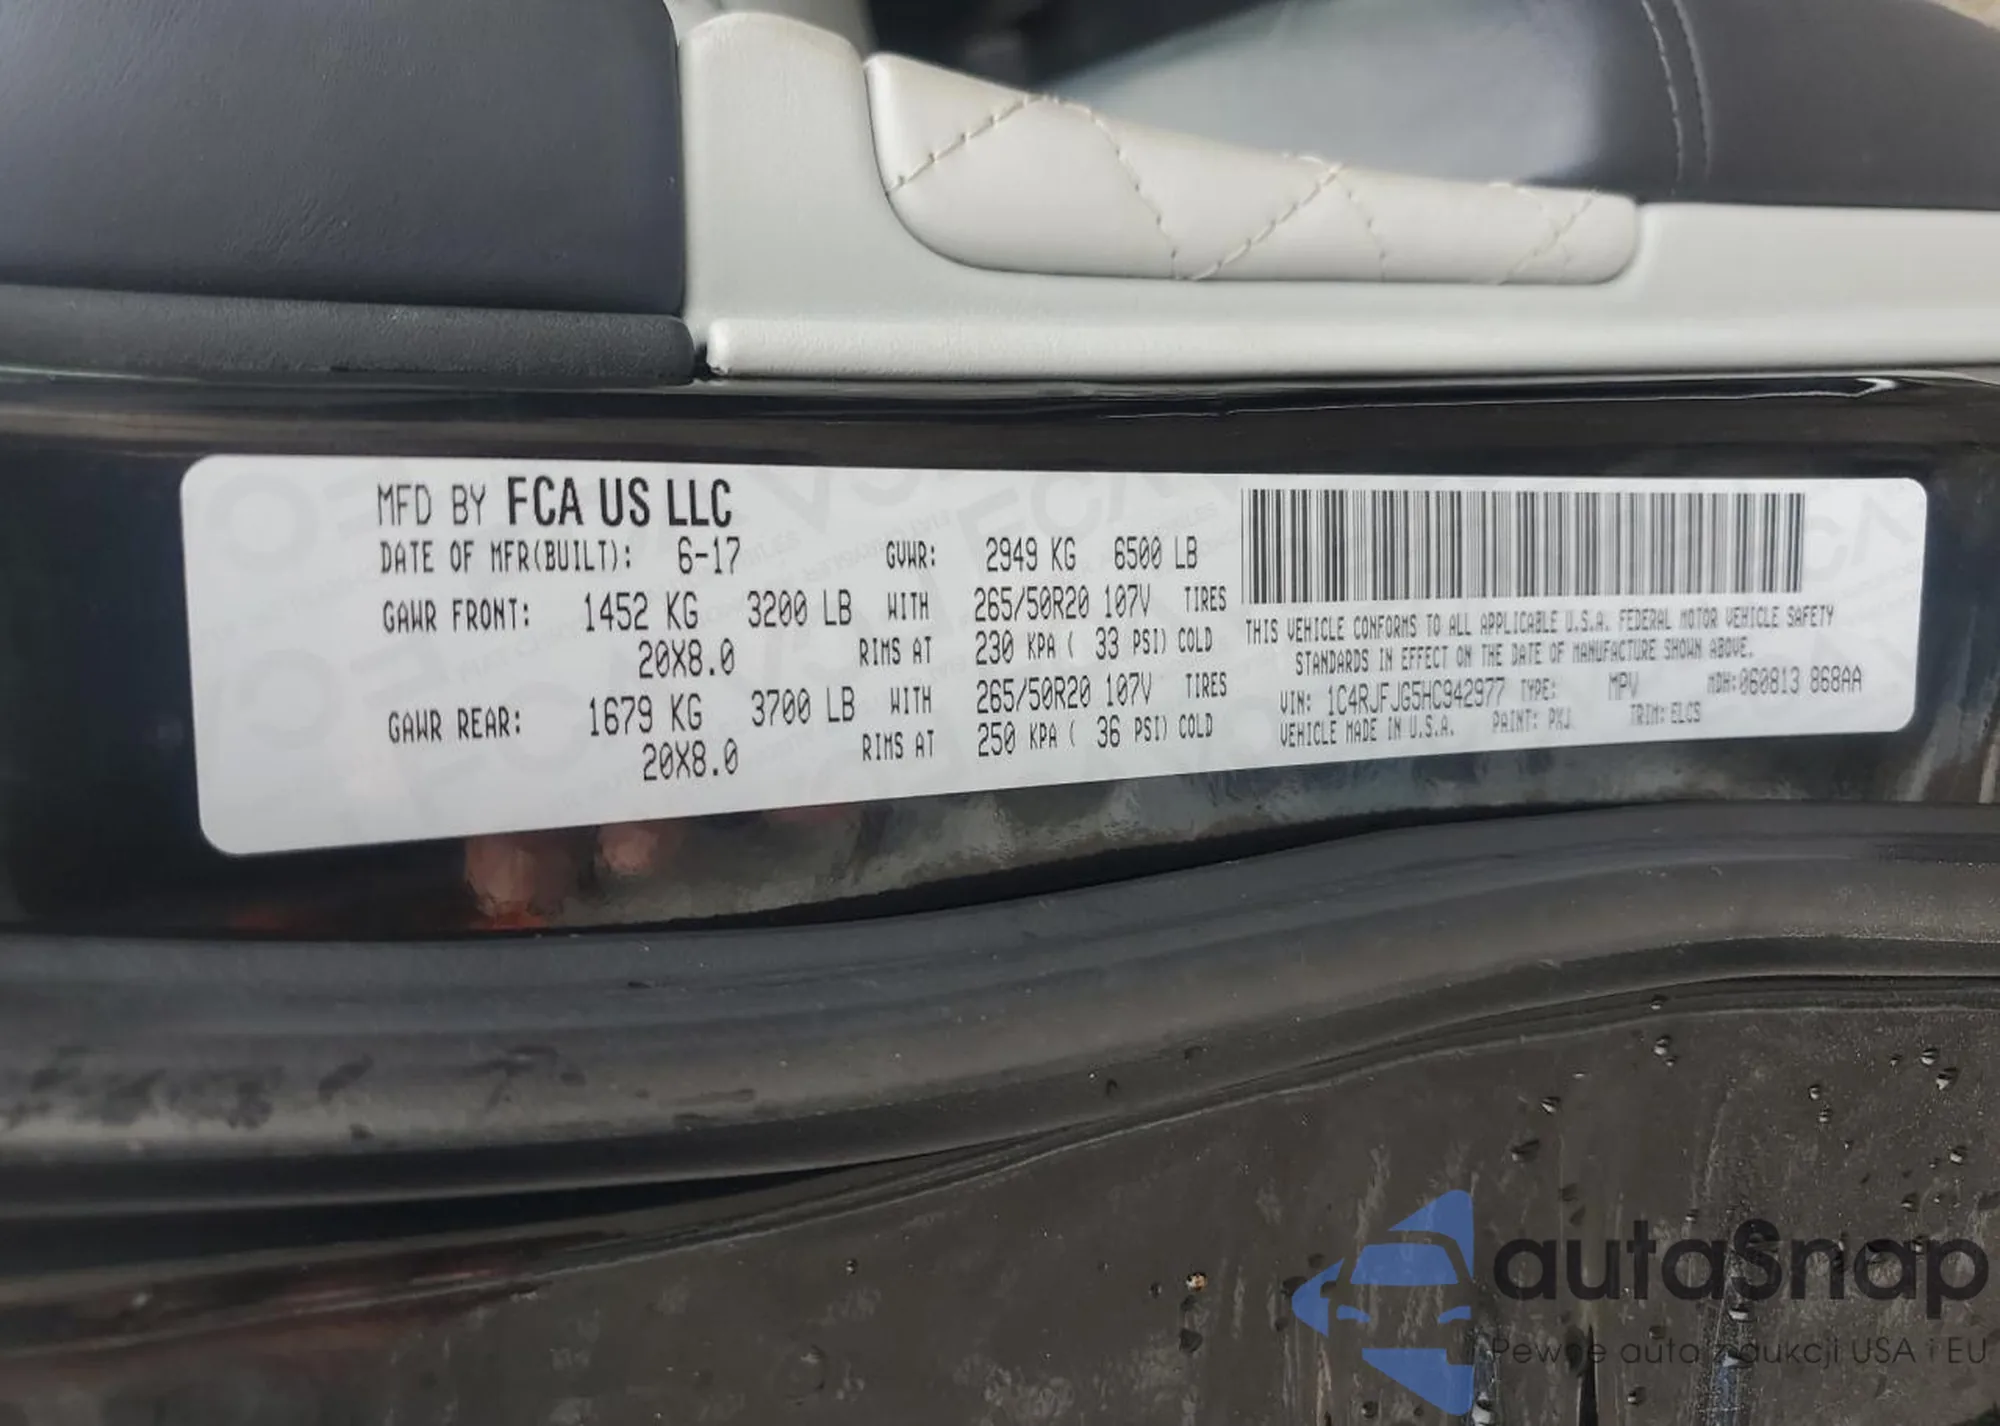 MFD BY FCA US LLC
DATE OF MFR(BUILT): 6-17 GVWR: 2949 KG 6500 LB
GAWR FRONT: 1452 KG 3200 LB WITH 265/50R20 107V TIRES
20X8.0 RIMS AT 230 KPA ( 33 PSI) COLD
GAWR REAR: 1679 KG 3700 LB WITH 265/50R20 107V TIRES
20X8.0 RIMS AT 250 KPA ( 36 PSI) COLD
THIS VEHICLE CONFORMS TO ALL APPLICABLE U.S.A. FEDERAL MOTOR VEHICLE SAFETY
STANDARDS IN EFFECT ON THE DATE OF MANUFACTURE SHOWN ABOVE.
VIN: 1C4RJFJG5HC942977 TYPE: MPV MDH:060813 868AA
VEHICLE MADE IN U.S.A. PAINT: PXJ TRIM: ELCS
autaSnap
Pewne auta z aukcji USA i EU